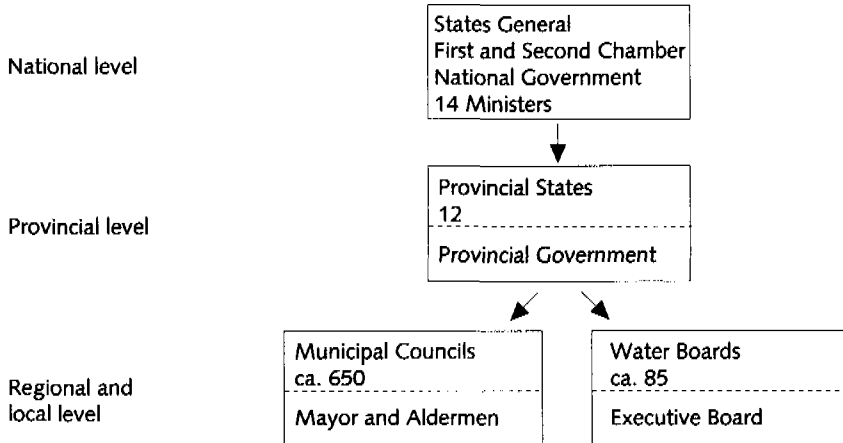 National level
States General
First and Second Chamber
National Government
14 Ministers
Provincial level
Provincial States
12
Provincial Government
Regional and
local level
Municipal Councils
ca. 650
Mayor and Aldermen
Water Boards
ca. 85
Executive Board